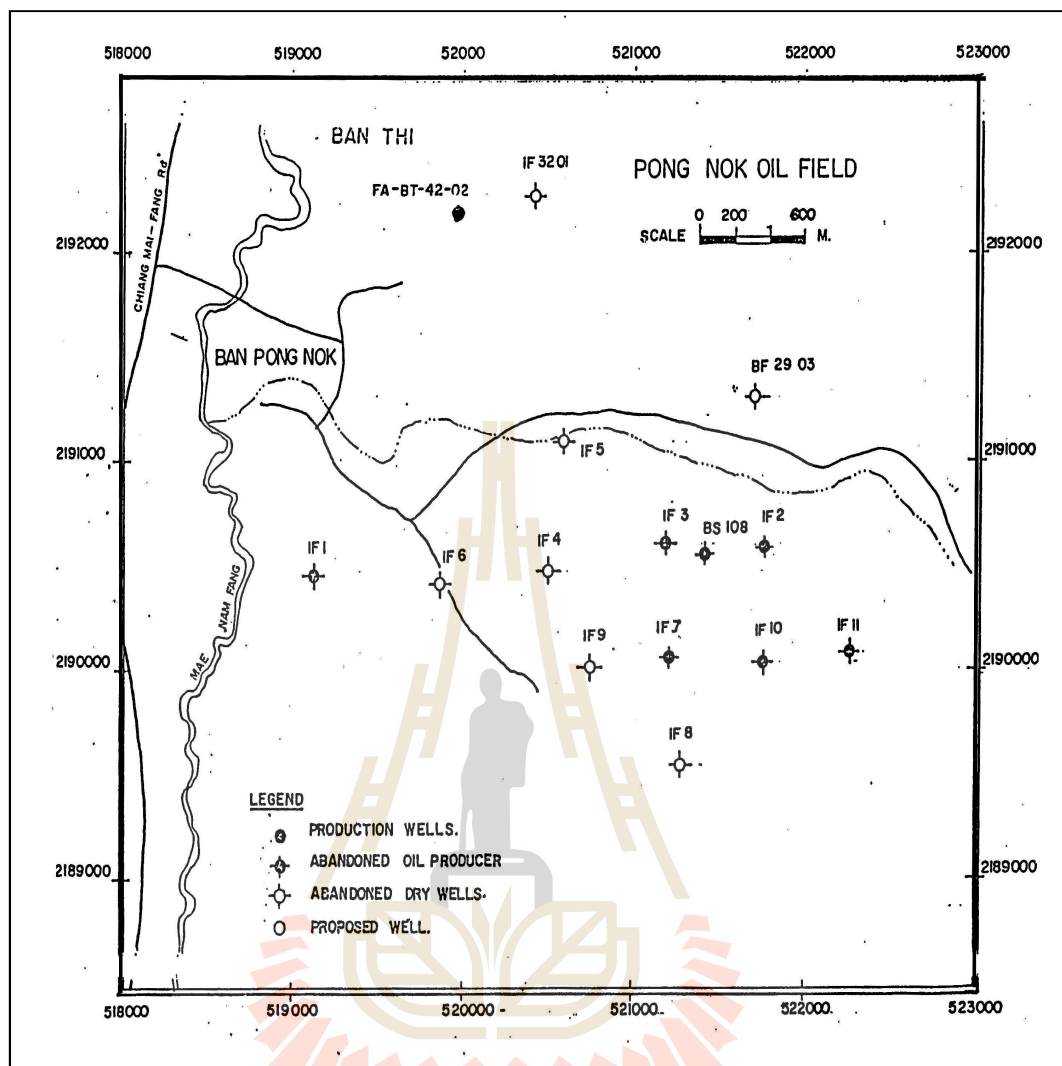 518000 519000 520000 521000 522000 523000
BAN THI
IF 3201
PONG NOK OIL FIELD
FA-BT-42-02
0 200 600
SCALE M.
2192000 2192000
CHIANG MAI-FANG Rd.
BAN PONG NOK
BF 29 03
2191000 2191000
IF 5
IF 3
BS 108
IF 2
IF 1
IF 6
IF 4
MAE NAM FANG
IF 9
IF 7
IF 10
IF 11
2190000 2190000
IF 8
LEGEND
PRODUCTION WELLS.
ABANDONED OIL PRODUCER
2189000 2189000
ABANDONED DRY WELLS.
PROPOSED WELL.
518000 519000 520000 521000 522000 523000